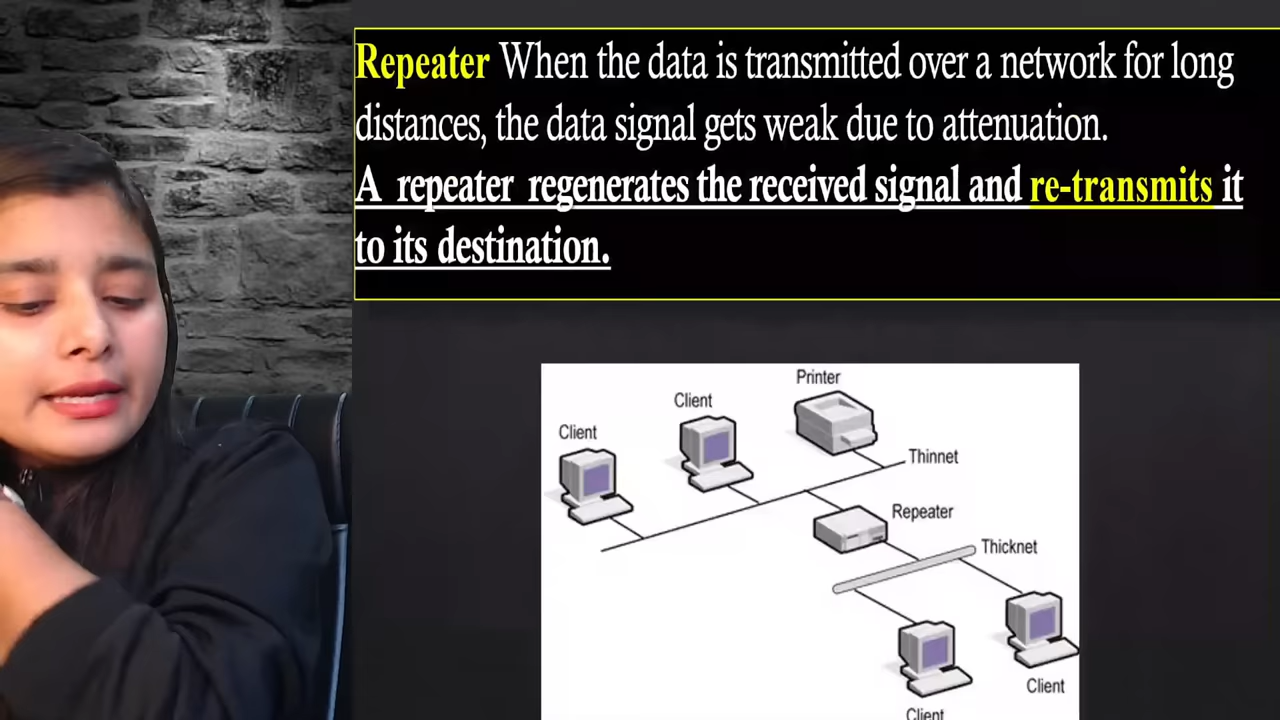 Repeater When the data is transmitted over a network for long
distances, the data signal gets weak due to attenuation.
A repeater regenerates the received signal and re-transmits it
to its destination.
Printer
Client
Client
Thinnet
Repeater
Thicknet
Client
Client